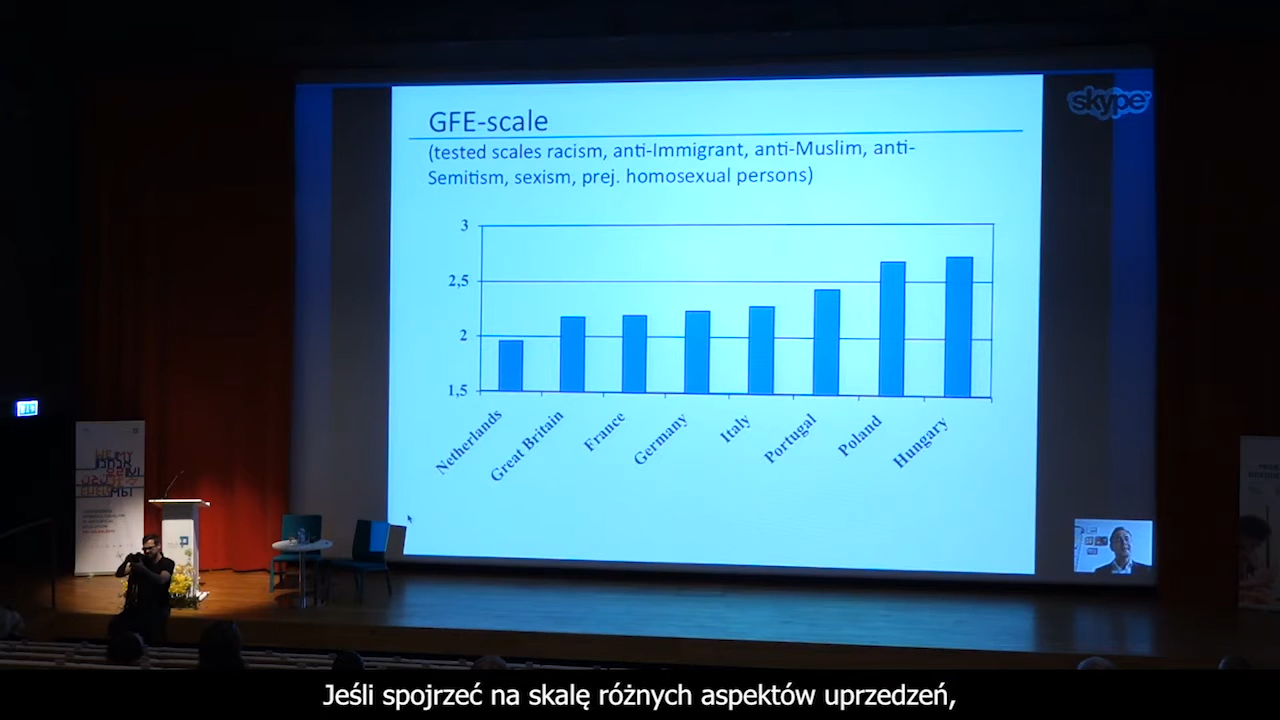 GFE-scale
(tested scales racism, anti-Immigrant, anti-Muslim, anti-
Semitism, sexism, prej. homosexual persons)
3
2,5
2
1,5
Netherlands
Great Britain
France
Germany
Italy
Portugal
Poland
Hungary
skype
Jeśli spojrzeć na skalę różnych aspektów uprzedzeń,